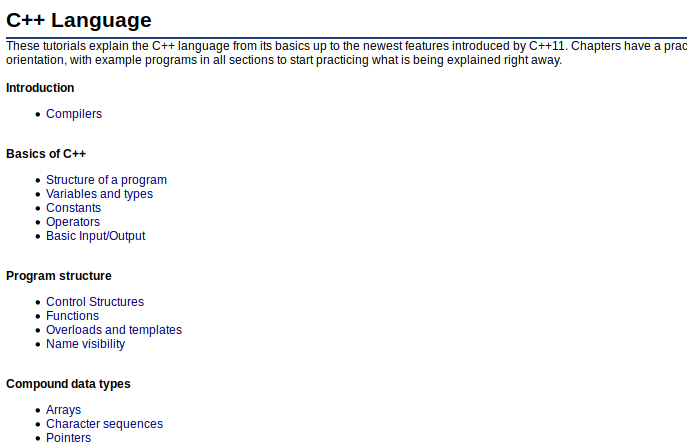 C++ Language
These tutorials explain the C++ language from its basics up to the newest features introduced by C++11. Chapters have a prac
orientation, with example programs in all sections to start practicing what is being explained right away.
Introduction
Compilers
Basics of C++
Structure of a program
Variables and types
Constants
Operators
Basic Input/Output
Program structure
Control Structures
Functions
Overloads and templates
Name visibility
Compound data types
Arrays
Character sequences
Pointers